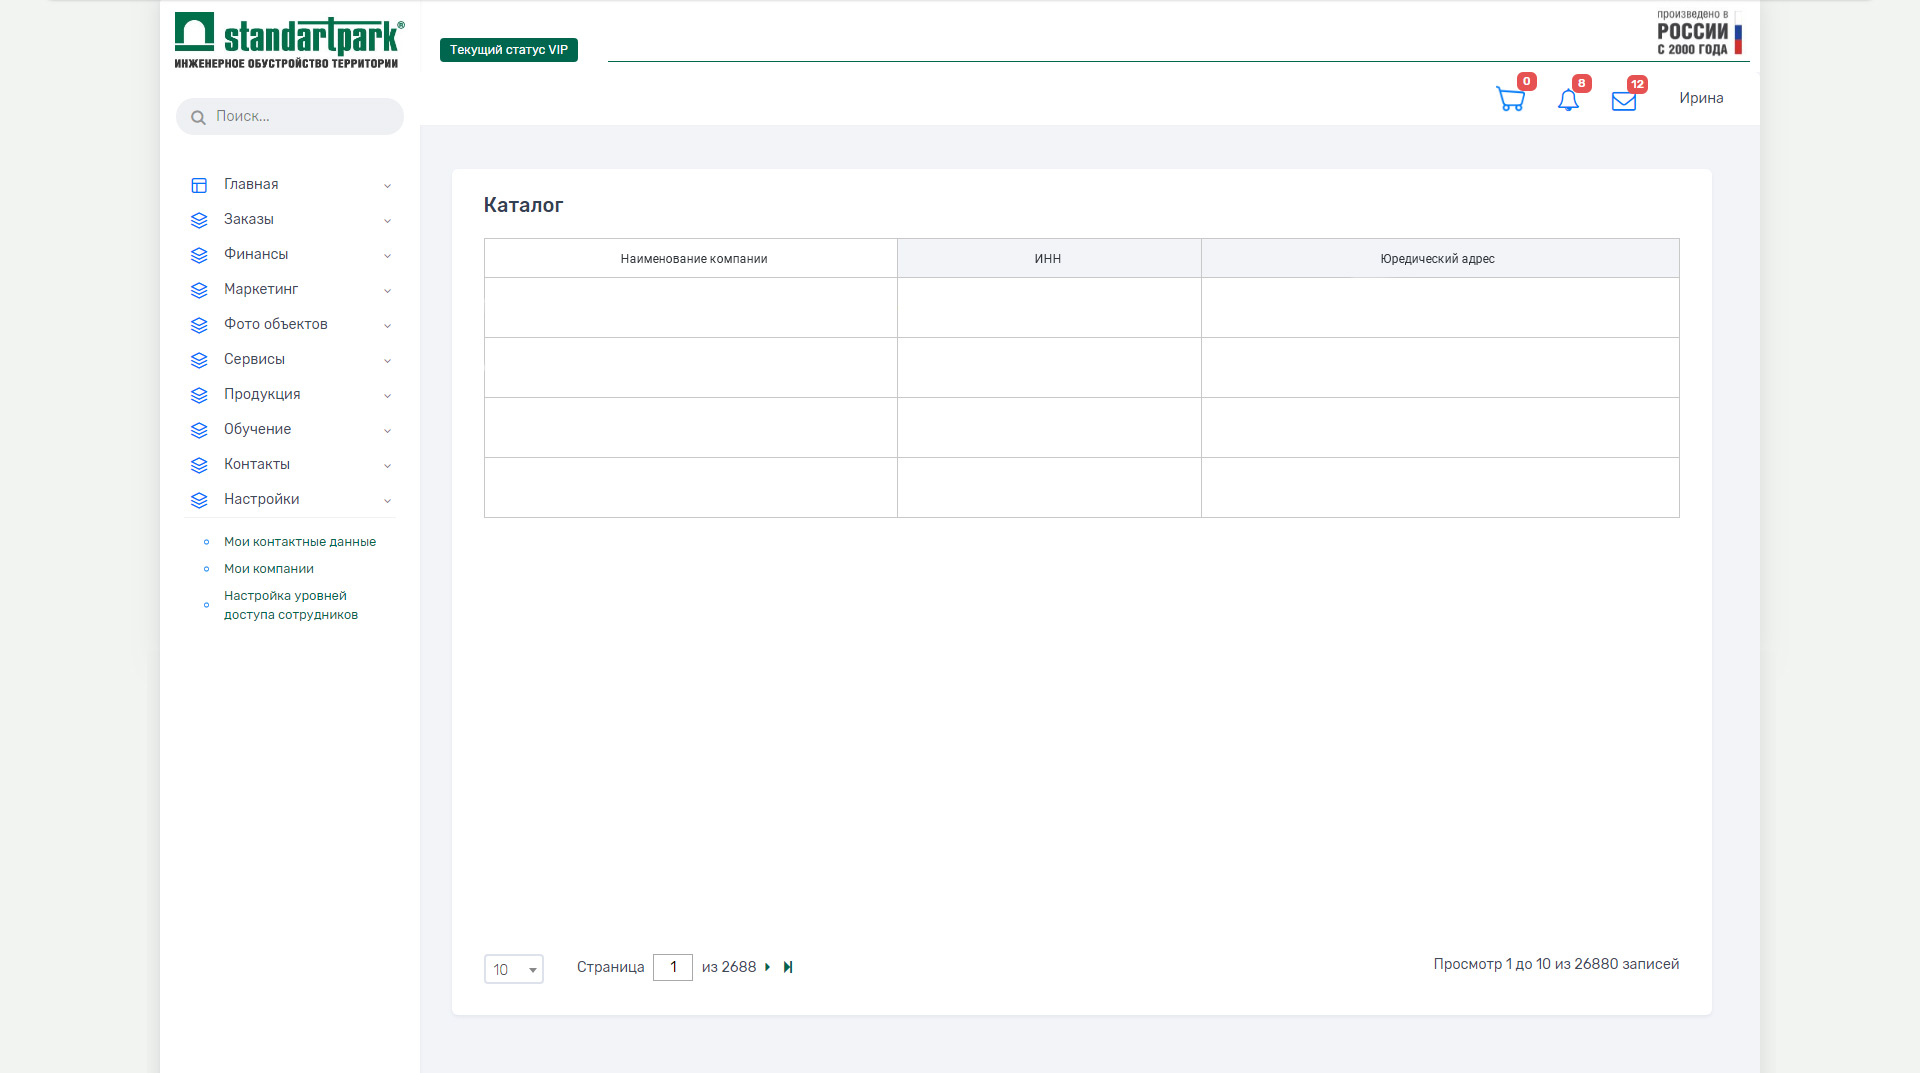 standartpark®
ИНЖЕНЕРНОЕ ОБУСТРОЙСТВО ТЕРРИТОРИИ
Текущий статус VIP
произведено в
РОССИИ
С 2000 ГОДА
0
8
12
Ирина
Поиск...
Главная
Заказы
Финансы
Маркетинг
Фото объектов
Сервисы
Продукция
Обучение
Контакты
Настройки
Мои контактные данные
Мои компании
Настройка уровней
доступа сотрудников
Каталог
Наименование компании
ИНН
Юредический адрес
10
Страница 1 из 2688
Просмотр 1 до 10 из 26880 записей